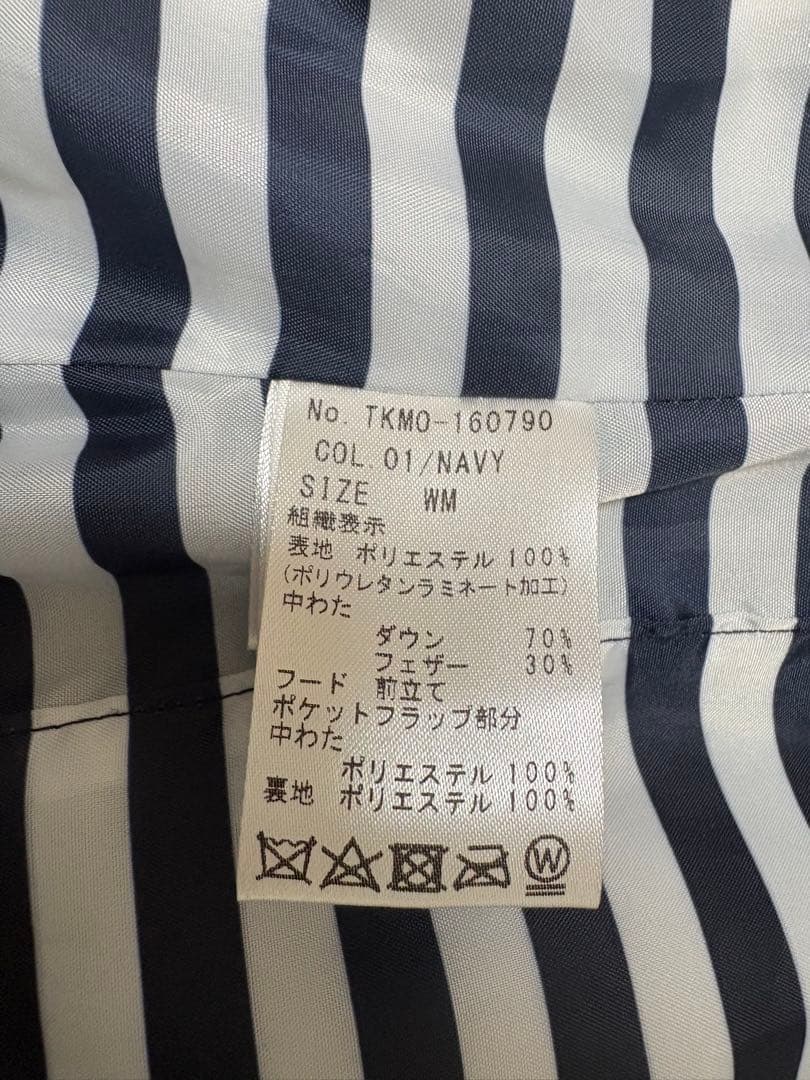 No. TKMO-160790
COL.01/NAVY
SIZE WM
組織表示
表地 ポリエステル 100%
(ポリウレタンラミネート加工)
中わた
ダウン 70%
フェザー 30%
フード 前立て
ポケットフラップ部分
中わた
ポリエステル 100%
裏地 ポリエステル 100%
W